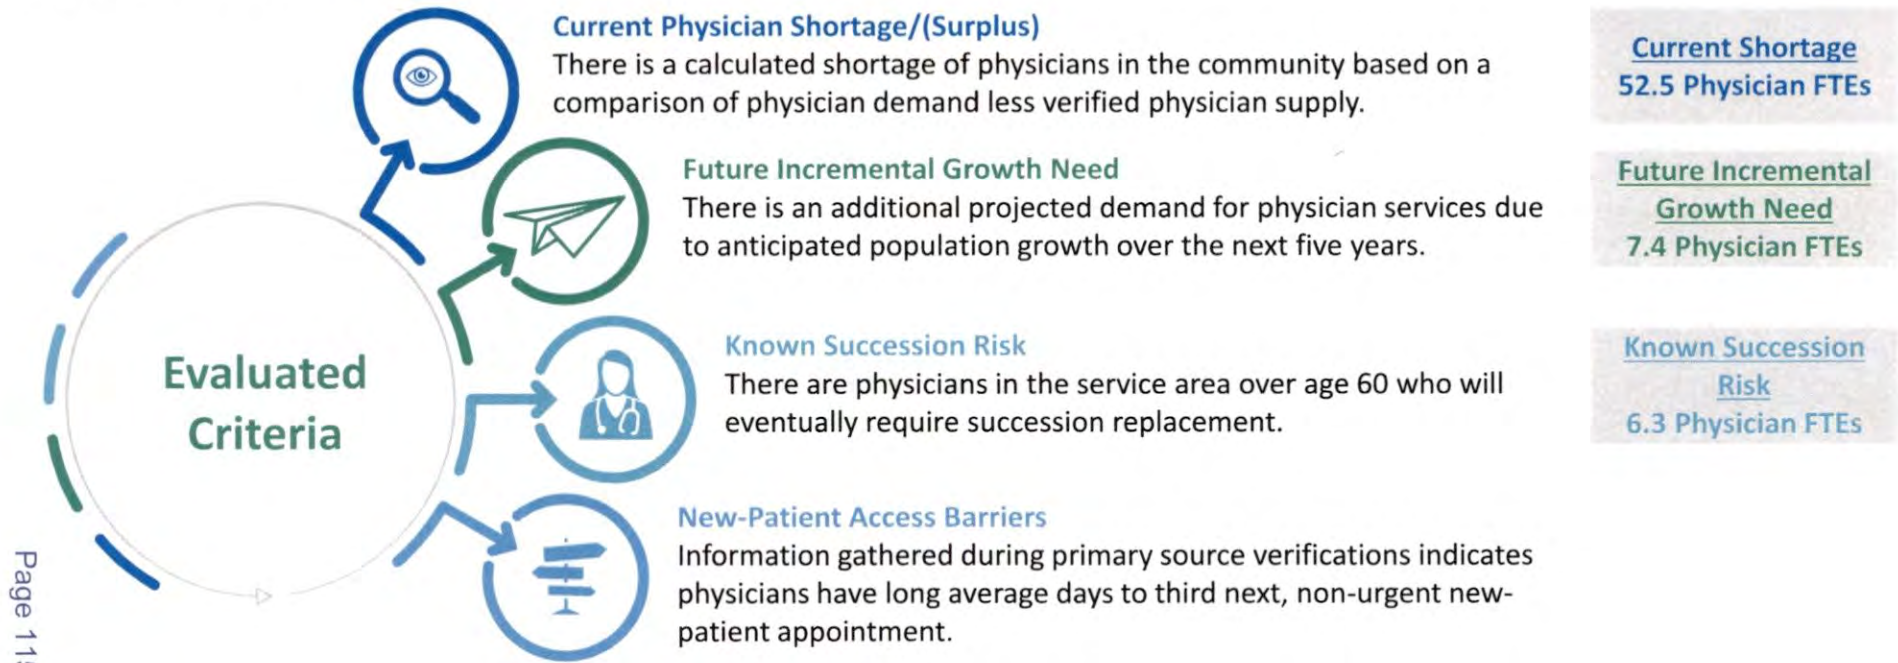 Current Physician Shortage/(Surplus)
There is a calculated shortage of physicians in the community based on a
comparison of physician demand less verified physician supply.
Current Shortage
52.5 Physician FTEs
Future Incremental Growth Need
There is an additional projected demand for physician services due
to anticipated population growth over the next five years.
Future Incremental
Growth Need
7.4 Physician FTEs
Evaluated
Criteria
Known Succession Risk
There are physicians in the service area over age 60 who will
eventually require succession replacement.
Known Succession
Risk
6.3 Physician FTEs
New-Patient Access Barriers
Information gathered during primary source verifications indicates
physicians have long average days to third next, non-urgent new-
patient appointment.
Page